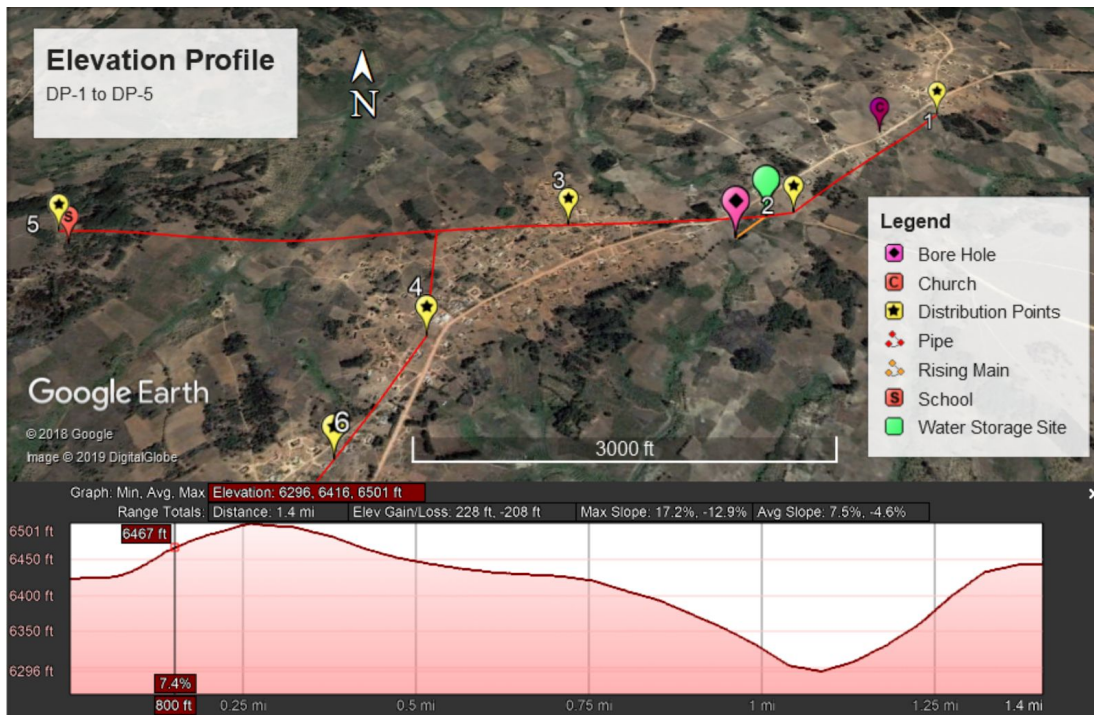 Elevation Profile
DP-1 to DP-5
N
C
1
3
2
5
S
4
6
Legend
Bore Hole
C Church
Distribution Points
Pipe
Rising Main
S School
Water Storage Site
Google Earth
© 2018 Google
Image © 2019 DigitalGlobe
3000 ft
Graph: Min, Avg, Max Elevation: 6296, 6416, 6501 ft
Range Totals: Distance: 1.4 mi Elev Gain/Loss: 228 ft, -208 ft Max Slope: 17.2%, -12.9% Avg Slope: 7.5%, -4.6%
6501 ft
6467 ft
6450 ft
6400 ft
6350 ft
6296 ft
7.4%
800 ft 0.25 mi 0.5 mi 0.75 mi 1 mi 1.25 mi 1.4 mi